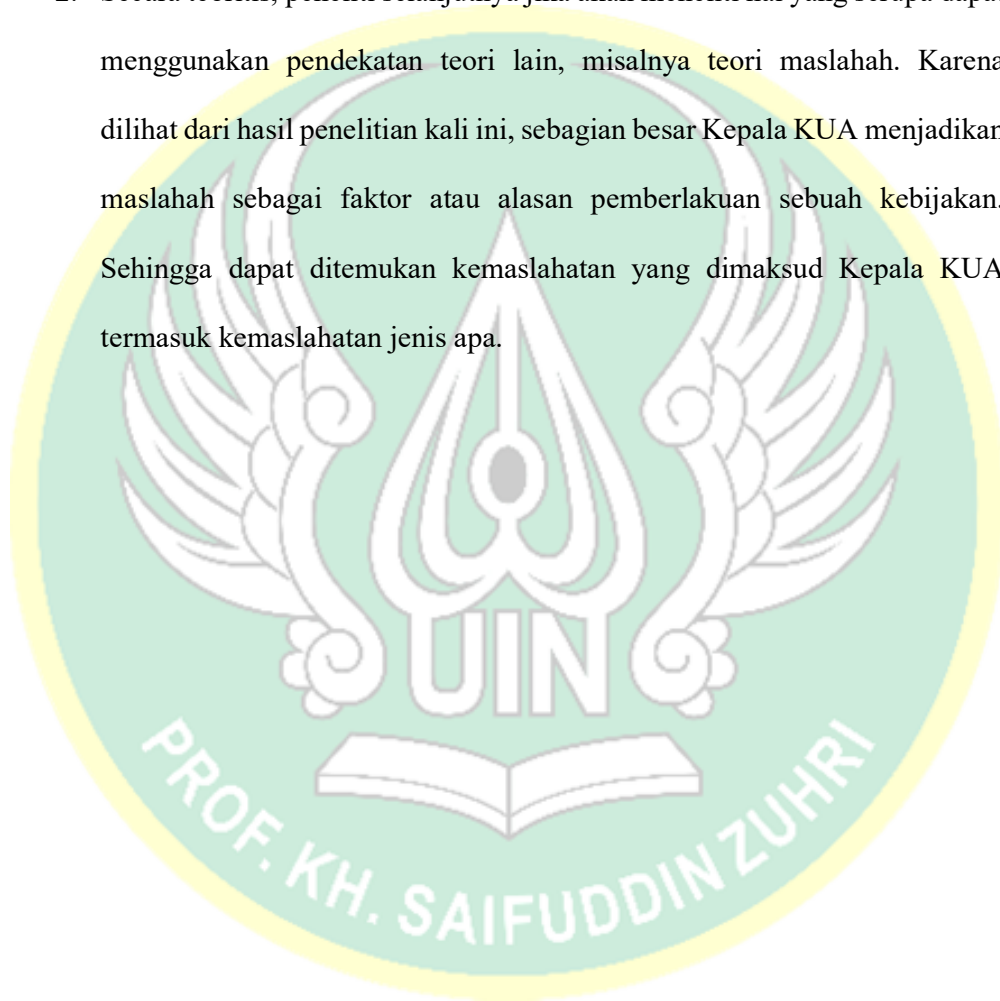 menggunakan pendekatan teori lain, misalnya teori maslahah. Karena
dilihat dari hasil penelitian kali ini, sebagian besar Kepala KUA menjadikan
maslahah sebagai faktor atau alasan pemberlakuan sebuah kebijakan.
Sehingga dapat ditemukan kemaslahatan yang dimaksud Kepala KUA
termasuk kemaslahatan jenis apa.
UIN
PROF. KH. SAIFUDDIN ZUHRI